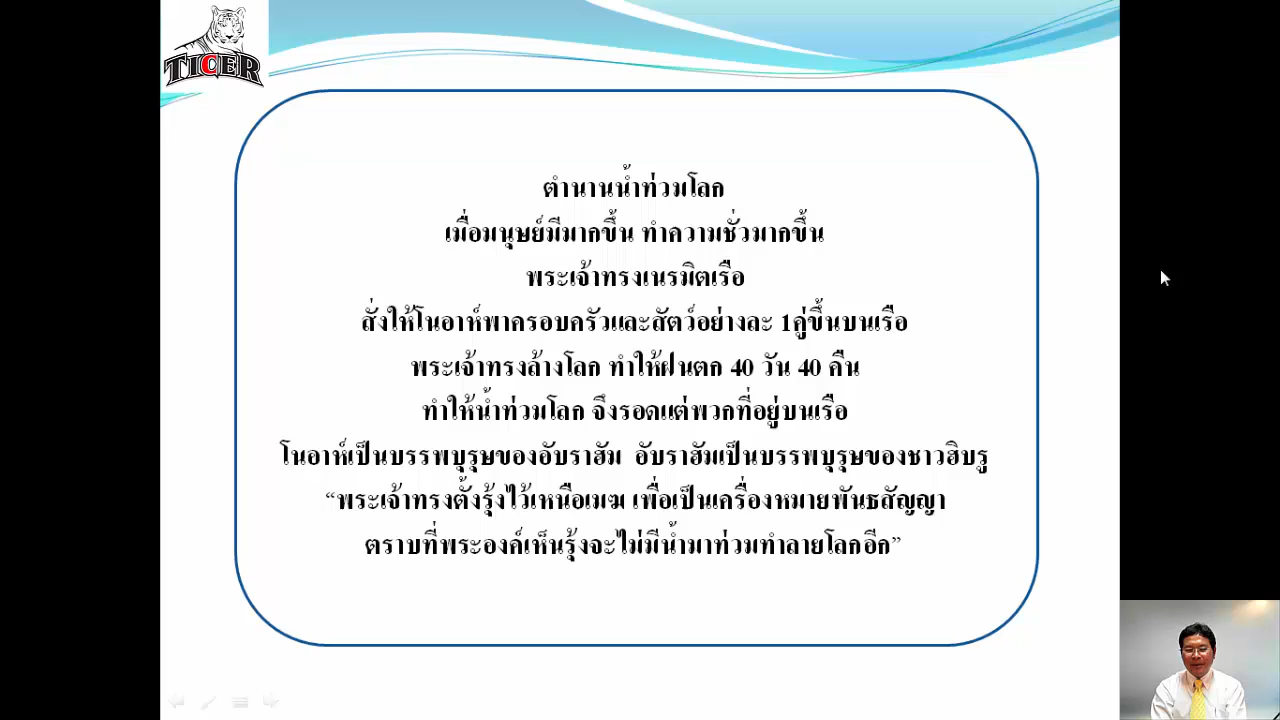 TIGER
ตำนานน้ำท่วมโลก
เมื่อมนุษย์มีมากขึ้น ทำความชั่วมากขึ้น
พระเจ้าทรงเนรมิตเรือ
สั่งให้โนอาห์พาครอบครัวและสัตว์อย่างละ 1คู่ขึ้นบนเรือ
พระเจ้าทรงล้างโลก ทำให้ฝนตก 40 วัน 40 คืน
ทำให้น้ำท่วมโลก จึงรอดแต่พวกที่อยู่บนเรือ
โนอาห์เป็นบรรพบุรุษของอับราฮัม อับราฮัมเป็นบรรพบุรุษของชาวฮิบรู
“พระเจ้าทรงตั้งรุ้งไว้เหนือเมฆ เพื่อเป็นเครื่องหมายพันธสัญญา
ตราบที่พระองค์เห็นรุ้งจะไม่มีน้ำมาท่วมทำลายโลกอีก”